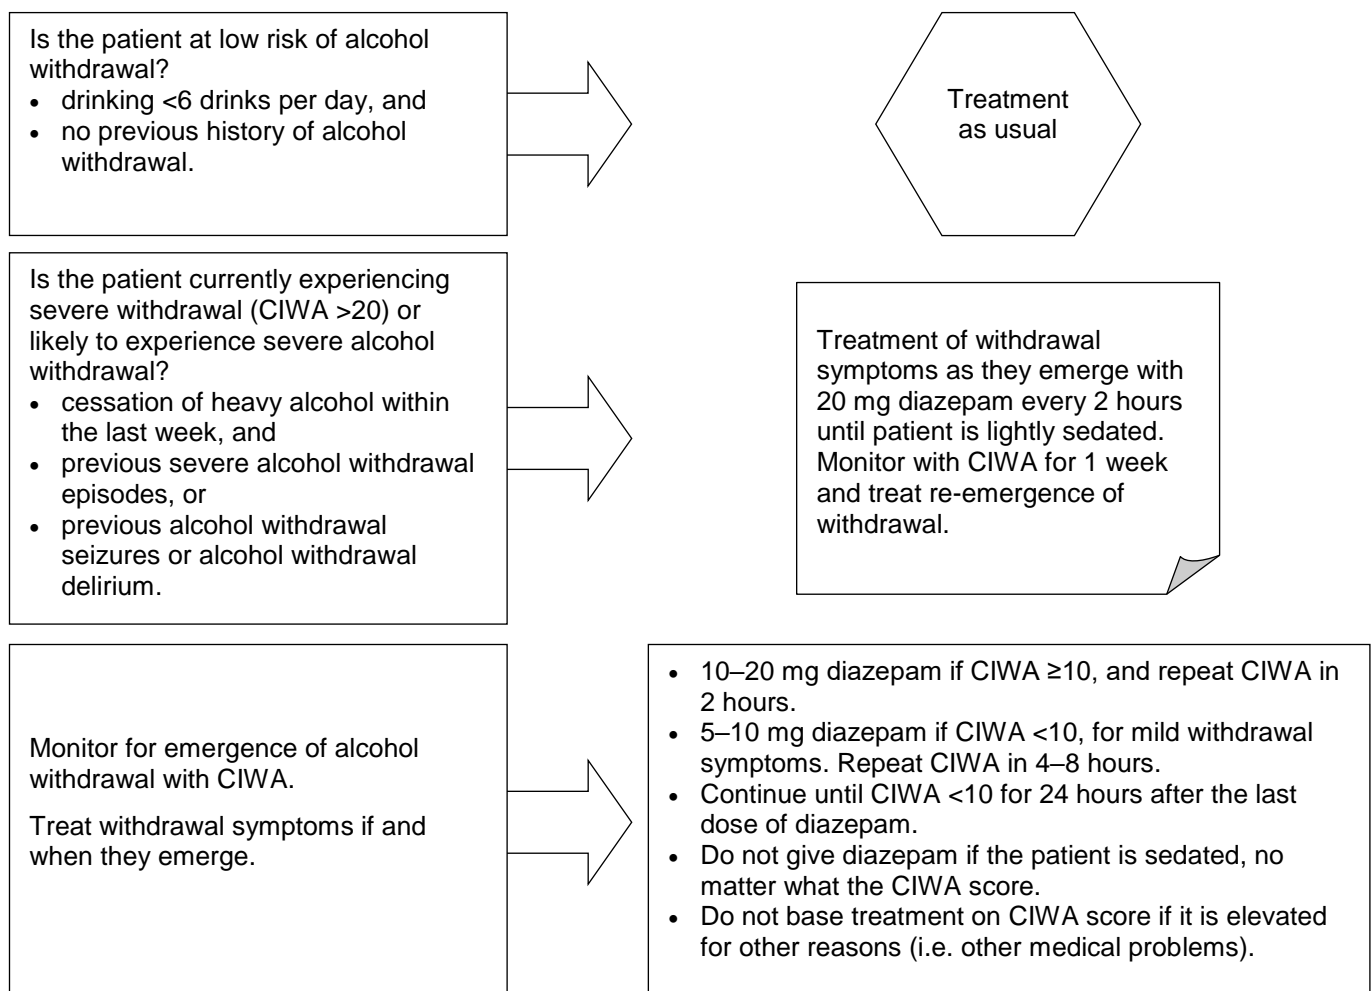 Is the patient at low risk of alcohol
withdrawal?
• drinking <6 drinks per day, and
• no previous history of alcohol
withdrawal.
Treatment
as usual
Is the patient currently experiencing
severe withdrawal (CIWA >20) or
likely to experience severe alcohol
withdrawal?
• cessation of heavy alcohol within
the last week, and
• previous severe alcohol withdrawal
episodes, or
• previous alcohol withdrawal
seizures or alcohol withdrawal
delirium.
Treatment of withdrawal
symptoms as they emerge with
20 mg diazepam every 2 hours
until patient is lightly sedated.
Monitor with CIWA for 1 week
and treat re-emergence of
withdrawal.
Monitor for emergence of alcohol
withdrawal with CIWA.
Treat withdrawal symptoms if and
when they emerge.
• 10–20 mg diazepam if CIWA ≥10, and repeat CIWA in
2 hours.
• 5–10 mg diazepam if CIWA <10, for mild withdrawal
symptoms. Repeat CIWA in 4–8 hours.
• Continue until CIWA <10 for 24 hours after the last
dose of diazepam.
• Do not give diazepam if the patient is sedated, no
matter what the CIWA score.
• Do not base treatment on CIWA score if it is elevated
for other reasons (i.e. other medical problems).